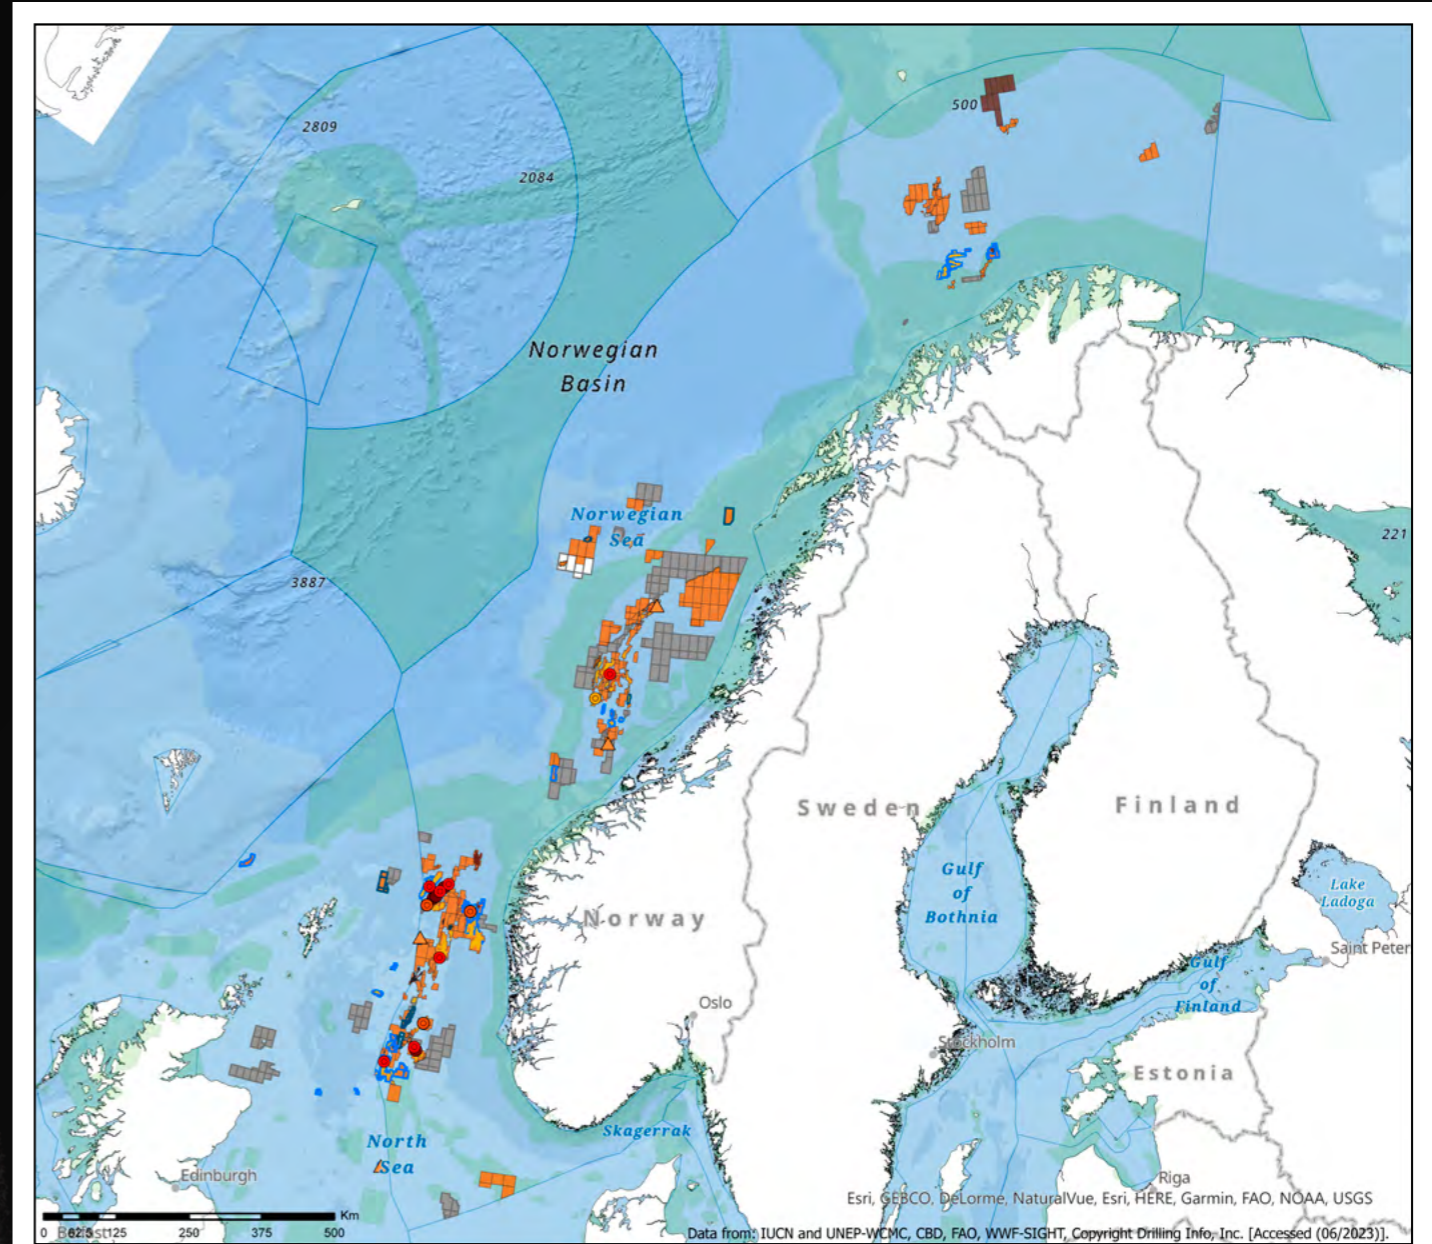 500
2809
2084
Norwegian
Basin
Norwegian
Sea
221
3887
Sweden
Finland
Gulf
of
Bothnia
Lake
Ladoga
Norway
Saint Peter
Gulf
of
Finland
Oslo
Stockholm
Estonia
Skagerrak
North
Sea
Edinburgh
Riga
Esri, GEBCO, DeLorme, NaturalVue, Esri, HERE, Garmin, FAO, NOAA, USGS
Km
0 62.5 125 250 375 500
Belfast
Data from: IUCN and UNEP-WCMC, CBD, FAO, WWF-SIGHT, Copyright Drilling Info, Inc. [Accessed (06/2023)].